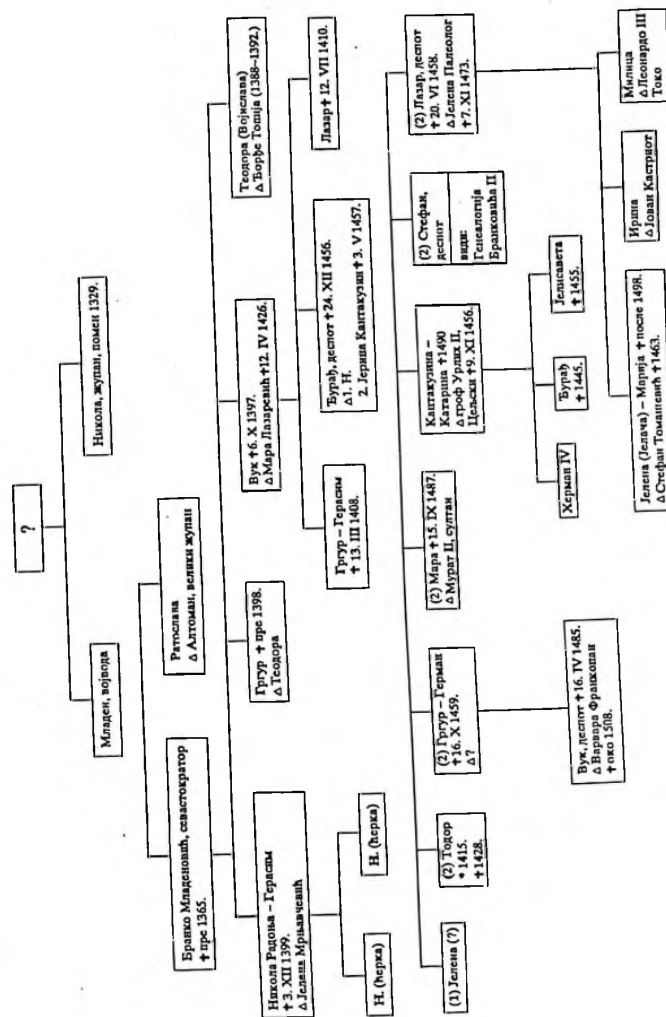 ?
Младен, војвода
Никола, жупан, помен 1329.
Бранко Младеновић, севастократор
† пре 1365.
Ратослава
Δ Алтоман, велики жупан
Никола Радоња – Герасим
† 3. XII 1399.
Δ Јелена Мрњавчевић
Гргур † пре 1398.
Δ Теодора
Вук † 6. X 1397.
Δ Мара Лазаревић † 12. IV 1426.
Теодора (Војислава)
Δ Ђорђе Топија (1388–1392.)
Н. (ћерка)
Н. (ћерка)
Гргур – Герасим
† 13. III 1408.
Ђурађ, деспот † 24. XII 1456.
Δ 1. Н.
2. Јерина Кантакузин † 3. V 1457.
Лазар † 12. VII 1410.
(1) Јелена (?)
(2) Тодор
* 1415.
† 1428.
(2) Гргур – Герман
† 16. X 1459.
Δ ?
(2) Мара † 15. IX 1487.
Δ Мурат II, султан
Кантакузина –
Катарина † 1490
Δ гроф Урлих II,
Цељски † 9. XI 1456.
(2) Стефан,
деспот
види:
Генеалогија
Бранковића II
(2) Лазар, деспот
† 20. VI 1458.
Δ Јелена Палеолог
† 7. XI 1473.
Вук, деспот † 16. IV 1485.
Δ Варвара Франкопан
† око 1508.
Херман IV
Ђурађ
† 1445.
Јелисавета
† 1455.
Јелена (Јелача) – Марија † после 1498.
Δ Стефан Томашевић † 1463.
Ирина
Δ Јован Кастриот
Милица
Δ Леонардо III
Токо